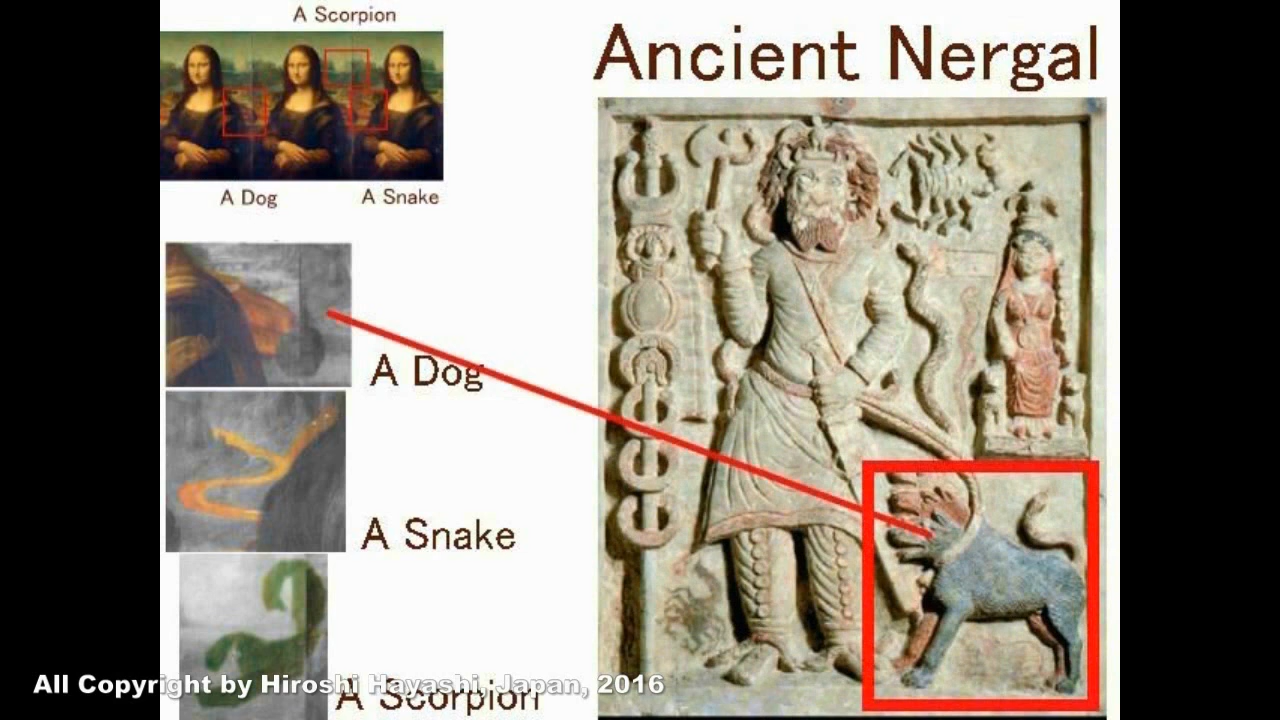 A Scorpion
Ancient Nergal
A Dog
A Snake
A Dog
A Snake
A Scorpion
All Copyright by Hiroshi Hayashi, Japan, 2016